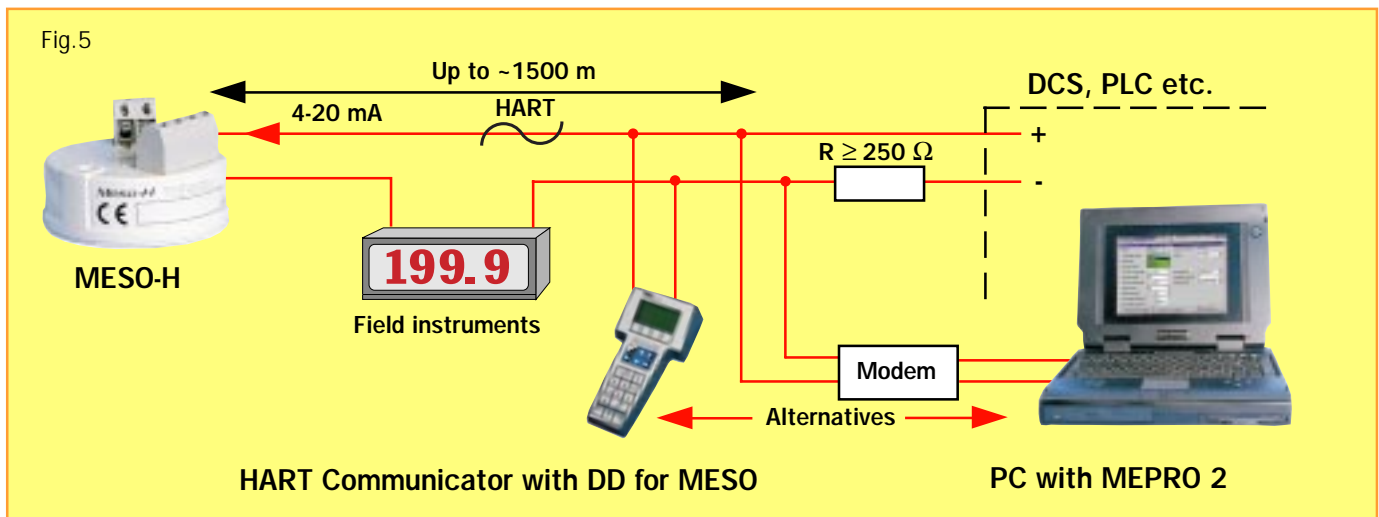 Fig.5
Up to ~1500 m
DCS, PLC etc.
4-20 mA
HART
+
R ≥ 250 Ω
-
CE
MESO-H
199.9
Field instruments
Modem
Alternatives
HART Communicator with DD for MESO
PC with MEPRO 2